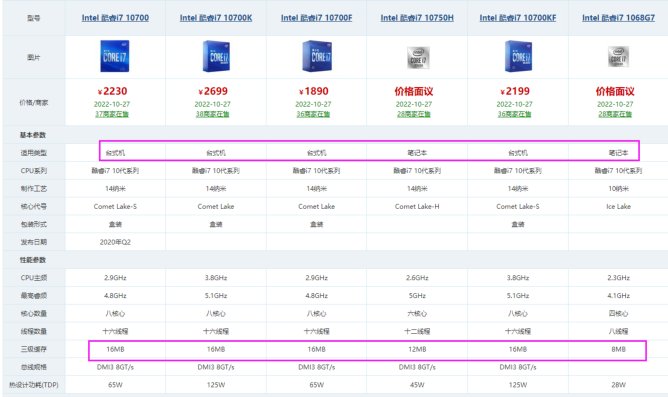 型号 Intel 酷睿i7 10700 Intel 酷睿i7 10700K Intel 酷睿i7 10700F Intel 酷睿i7 10750H Intel 酷睿i7 10700KF Intel 酷睿i7 1068G7
图片 CORE i7 CORE i7 CORE i7 CORE i7 CORE i7 CORE i7
价格/商家 ¥2230 ¥2699 ¥1890 价格面议 ¥2199 价格面议
2022-10-27 2022-10-27 2022-10-27 2022-10-27 2022-10-27 2022-10-27
37商家在售 38商家在售 36商家在售 28商家在售 36商家在售 28商家在售
基本参数
适用类型 台式机 台式机 台式机 笔记本 台式机 笔记本
CPU系列 酷睿i7 10代系列 酷睿i7 10代系列 酷睿i7 10代系列 酷睿i7 10代系列 酷睿i7 10代系列 酷睿i7 10代系列
制作工艺 14纳米 14纳米 14纳米 14纳米 14纳米 10纳米
核心代号 Comet Lake-S Comet Lake Comet Lake Comet Lake-H Comet Lake-S Ice Lake
包装形式 盒装 盒装 盒装 盒装
发布日期 2020年Q2
性能参数
CPU主频 2.9GHz 3.8GHz 2.9GHz 2.6GHz 3.8GHz 2.3GHz
最高睿频 4.8GHz 5.1GHz 4.8GHz 5GHz 5.1GHz 4.1GHz
核心数量 八核心 八核心 八核心 六核心 八核心 四核心
线程数量 十六线程 十六线程 十六线程 十二线程 十六线程 八线程
三级缓存 16MB 16MB 16MB 12MB 16MB 8MB
总线规格 DMI3 8GT/s DMI3 8GT/s DMI3 8GT/s DMI3 8GT/s DMI3 8GT/s
热设计功耗(TDP) 65W 125W 65W 45W 125W 28W